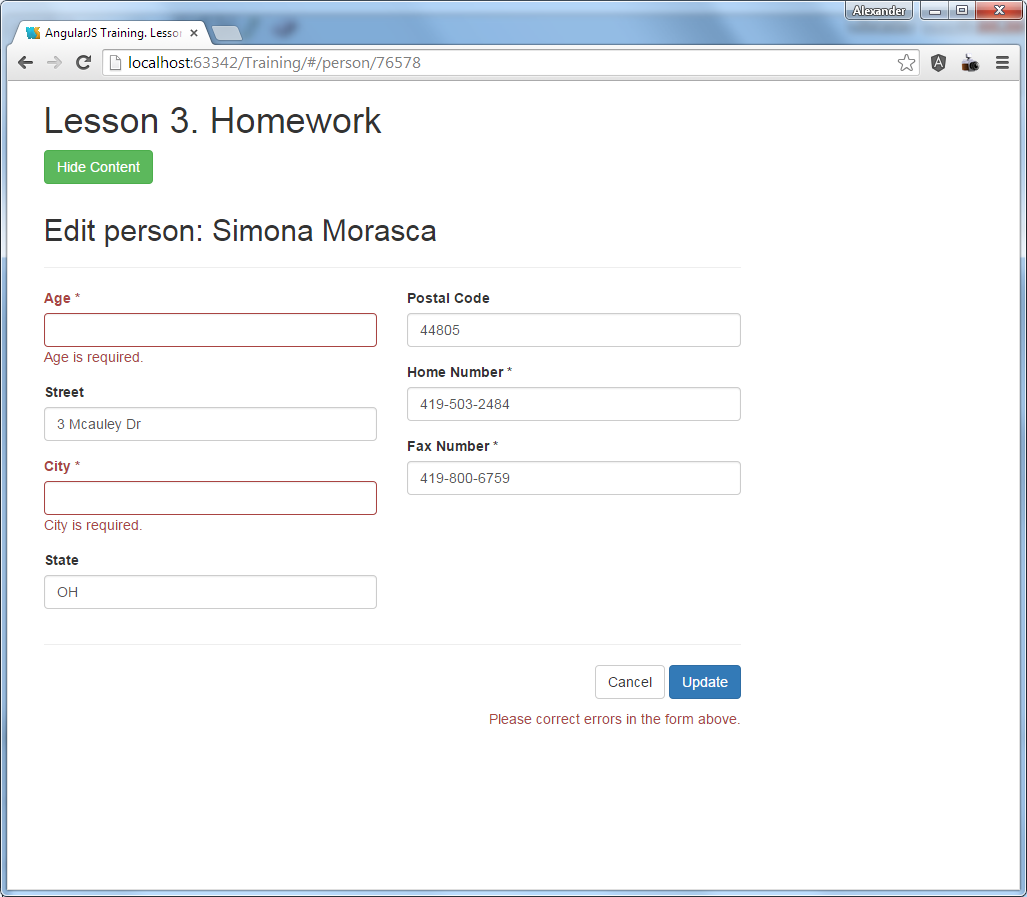 Alexander
AngularJS Training. Lesso
localhost:63342/Training/#/person/76578
Lesson 3. Homework
Hide Content
Edit person: Simona Morasca
Age *
Age is required.
Street
3 Mcauley Dr
City *
City is required.
State
OH
Postal Code
44805
Home Number *
419-503-2484
Fax Number *
419-800-6759
Cancel
Update
Please correct errors in the form above.